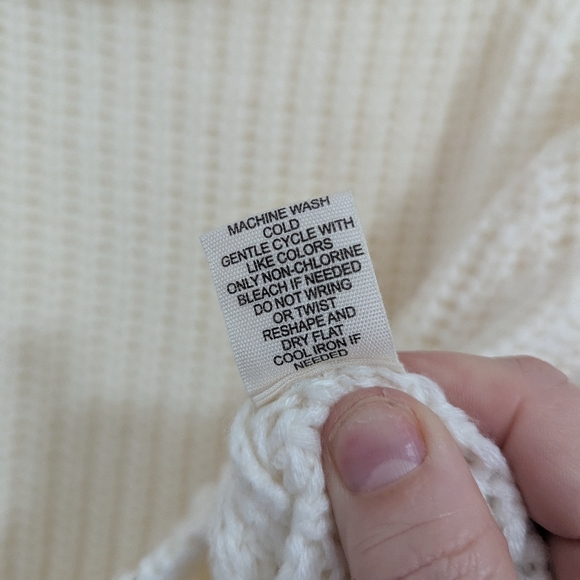 MACHINE WASH
COLD
GENTLE CYCLE WITH
LIKE COLORS
ONLY NON-CHLORINE
BLEACH IF NEEDED
DO NOT WRING
OR TWIST
RESHAPE AND
DRY FLAT
COOL IRON IF
NEEDED